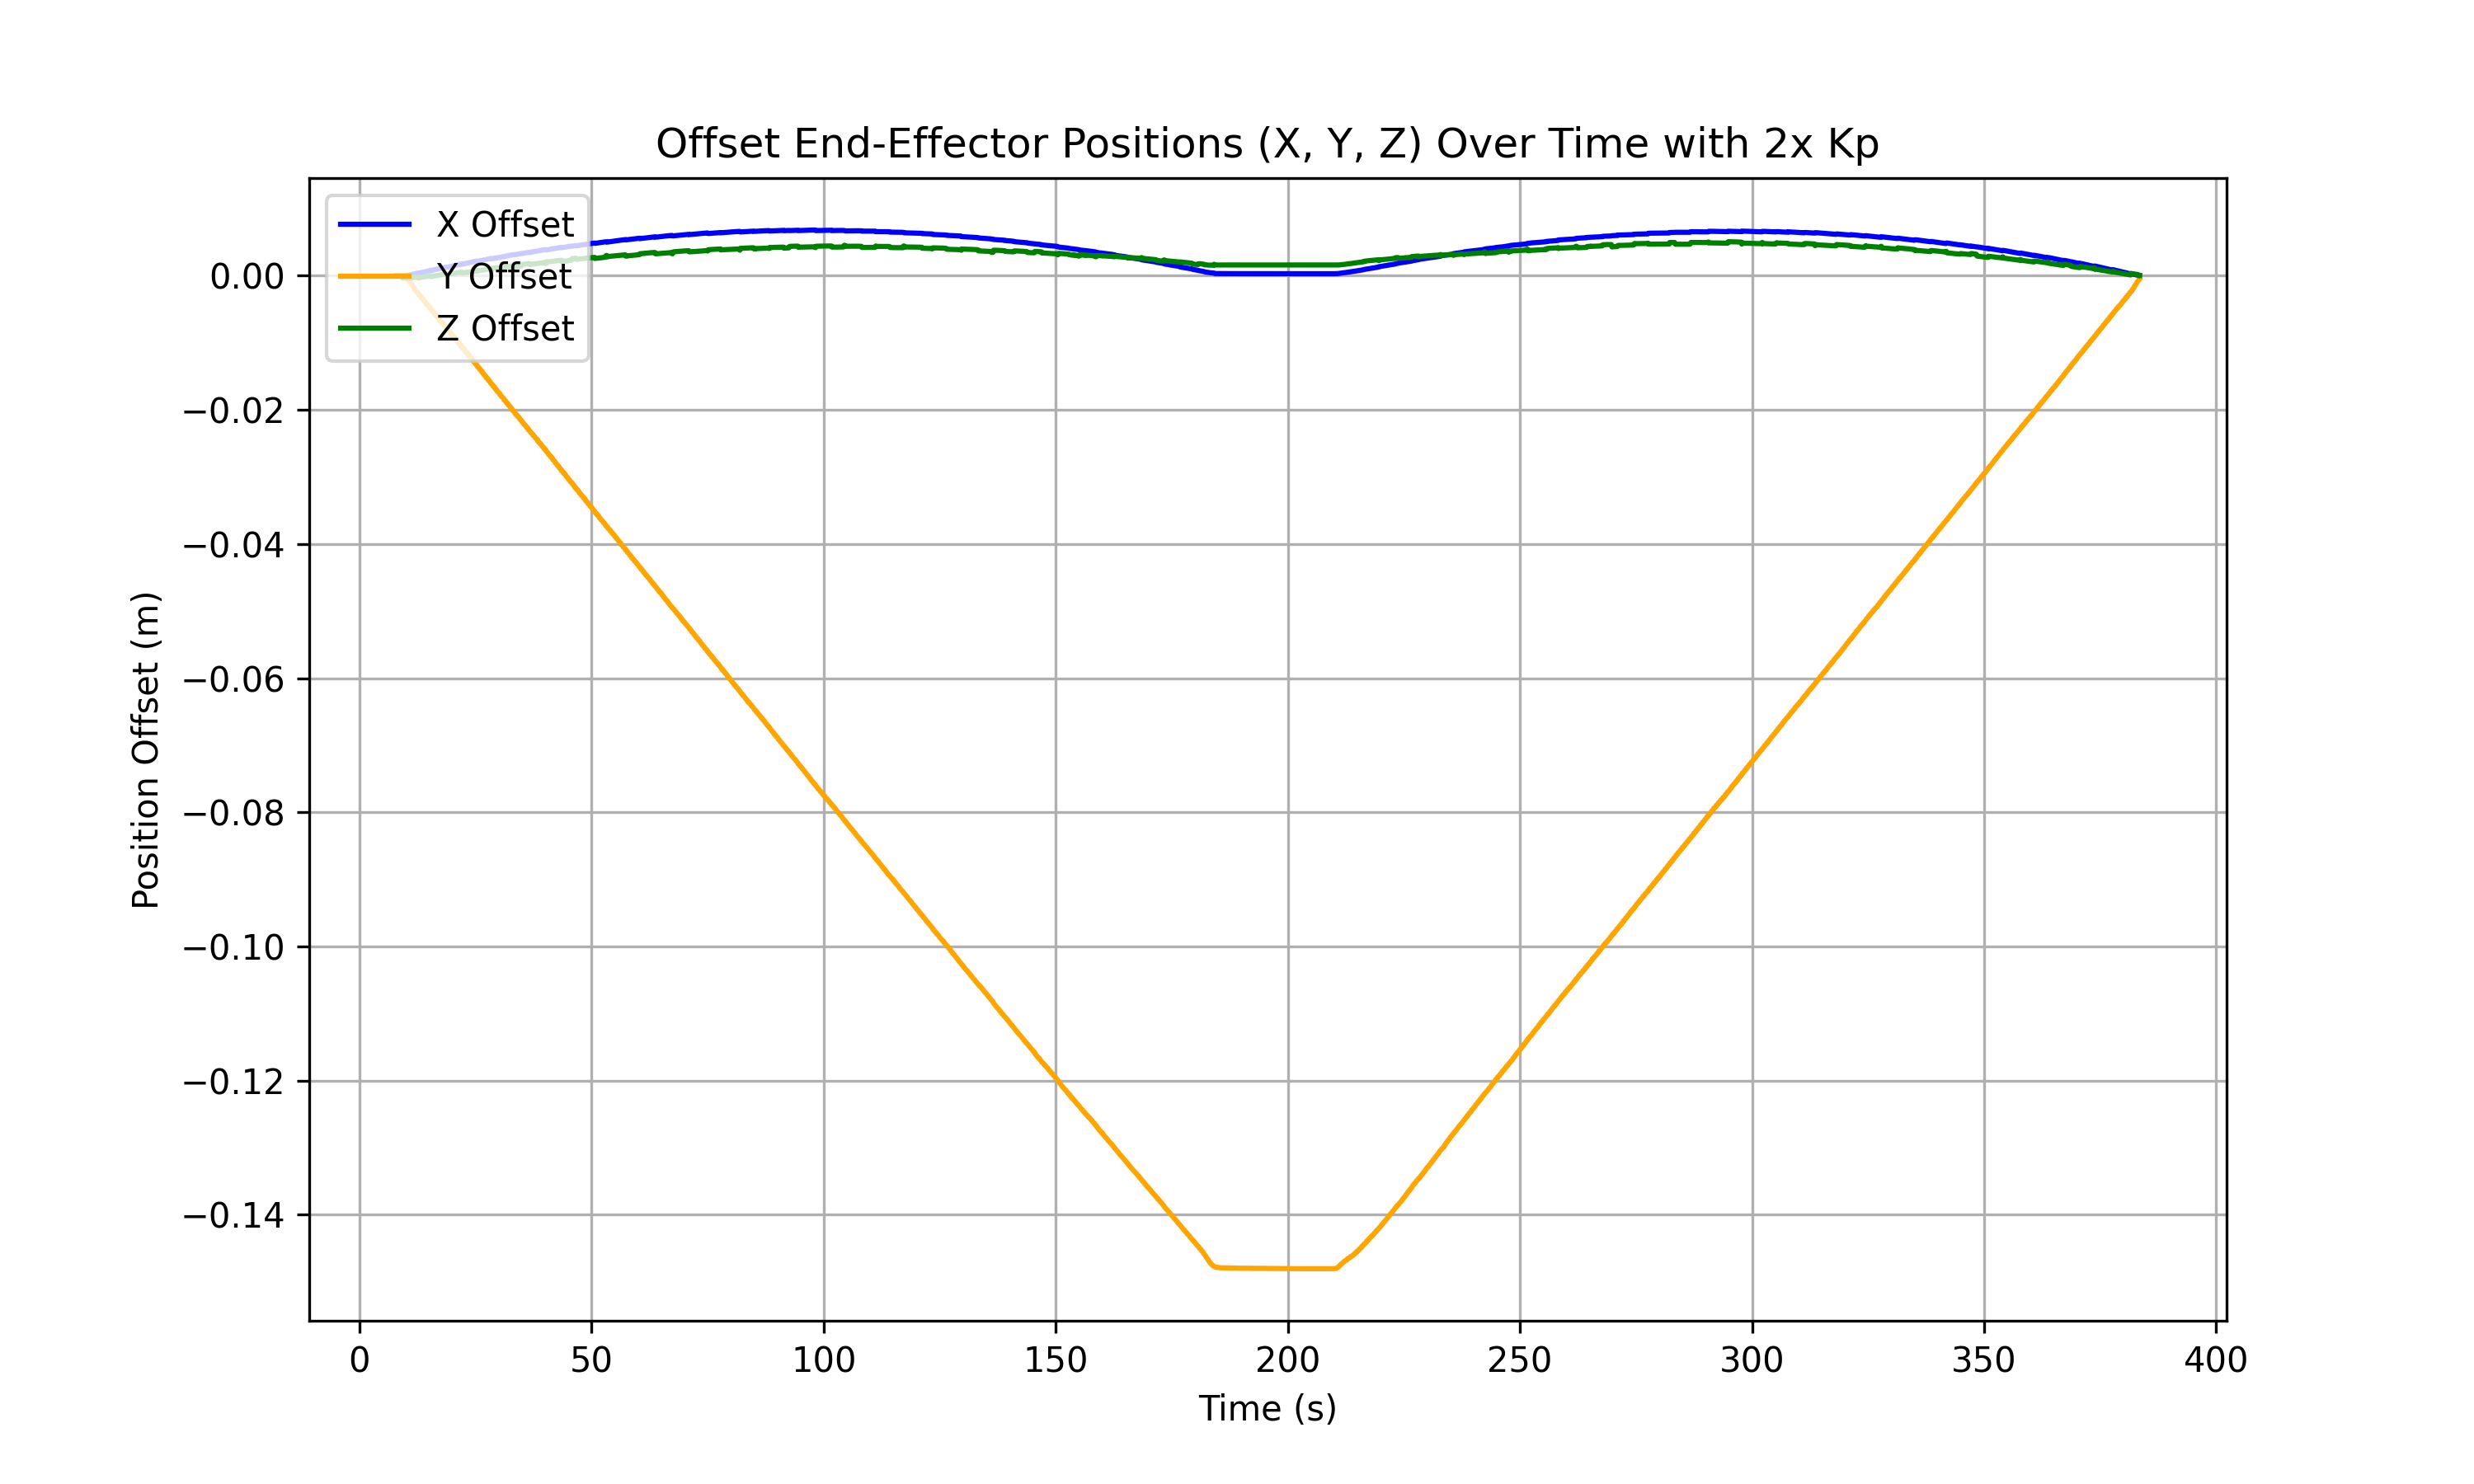 Offset End-Effector Positions (X, Y, Z) Over Time with 2x Kp
X Offset
Y Offset
Z Offset
0.00
−0.02
−0.04
−0.06
−0.08
−0.10
−0.12
−0.14
Position Offset (m)
0 50 100 150 200 250 300 350 400
Time (s)